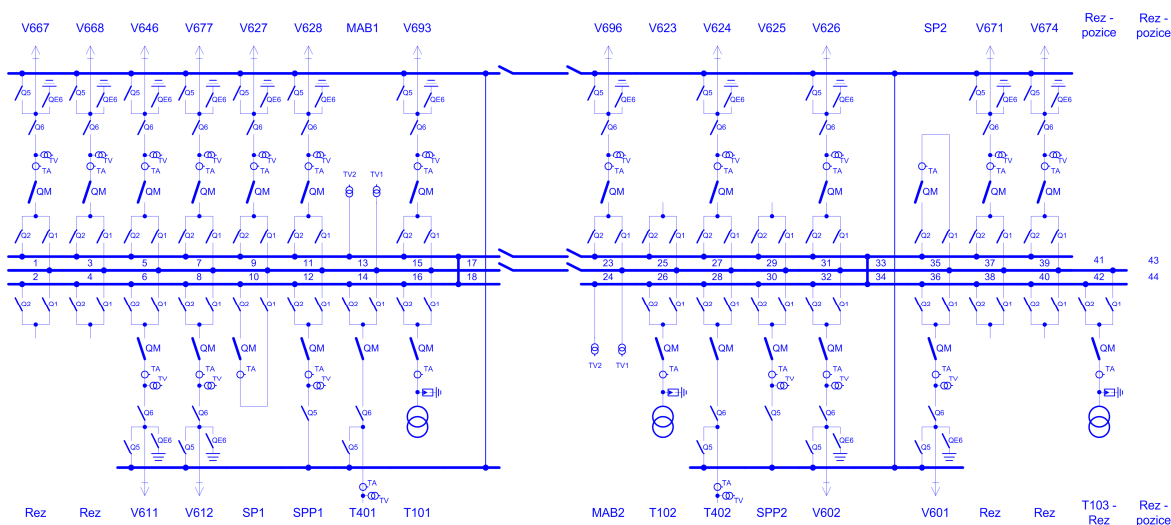 V667 V668 V646 V677 V627 V628 MAB1 V693 V696 V623 V624 V625 V626 SP2 V671 V674 Rez - pozice Rez - pozice
Q5 QE6 Q5 QE6 Q5 QE6 Q5 QE6 Q5 QE6 Q5 QE6 Q5 QE6 Q5 QE6 Q5 QE6 Q5 QE6 Q5 QE6 Q5 QE6
Q6 Q6 Q6 Q6 Q6 Q6 Q6 Q6 Q6 Q6 Q6 Q6
TV TV TV TV TV TV TV TV TV TV TV TV
TA TA TA TA TA TA TA TA TA TA TA TA TA
TV2 TV1
QM QM QM QM QM QM QM QM QM QM QM QM QM
Q2 Q1 Q2 Q1 Q2 Q1 Q2 Q1 Q2 Q1 Q2 Q1 Q2 Q1 Q2 Q1 Q2 Q1 Q2 Q1 Q2 Q1 Q2 Q1 Q2 Q1 Q2 Q1 Q2 Q1
1 3 5 7 9 11 13 15 17 23 25 27 29 31 33 35 37 39 41 43
2 4 6 8 10 12 14 16 18 24 26 28 30 32 34 36 38 40 42 44
Q2 Q1 Q2 Q1 Q2 Q1 Q2 Q1 Q2 Q1 Q2 Q1 Q2 Q1 Q2 Q1 Q2 Q1 Q2 Q1 Q2 Q1 Q2 Q1 Q2 Q1 Q2 Q1 Q2 Q1 Q2 Q1
QM QM QM QM QM QM QM QM QM QM QM QM
TV2 TV1
TA TA TA TA TA TA TA TA TA TA
TV TV TV TV TV TV
Q6 Q6 Q5 Q6 Q6 Q5 Q6 Q6
Q5 QE6 Q5 QE6 Q5 Q5 Q5 QE6 Q5
TA TA
TV TV
Rez Rez V611 V612 SP1 SPP1 T401 T101 MAB2 T102 T402 SPP2 V602 V601 Rez Rez T103 - Rez Rez - pozice